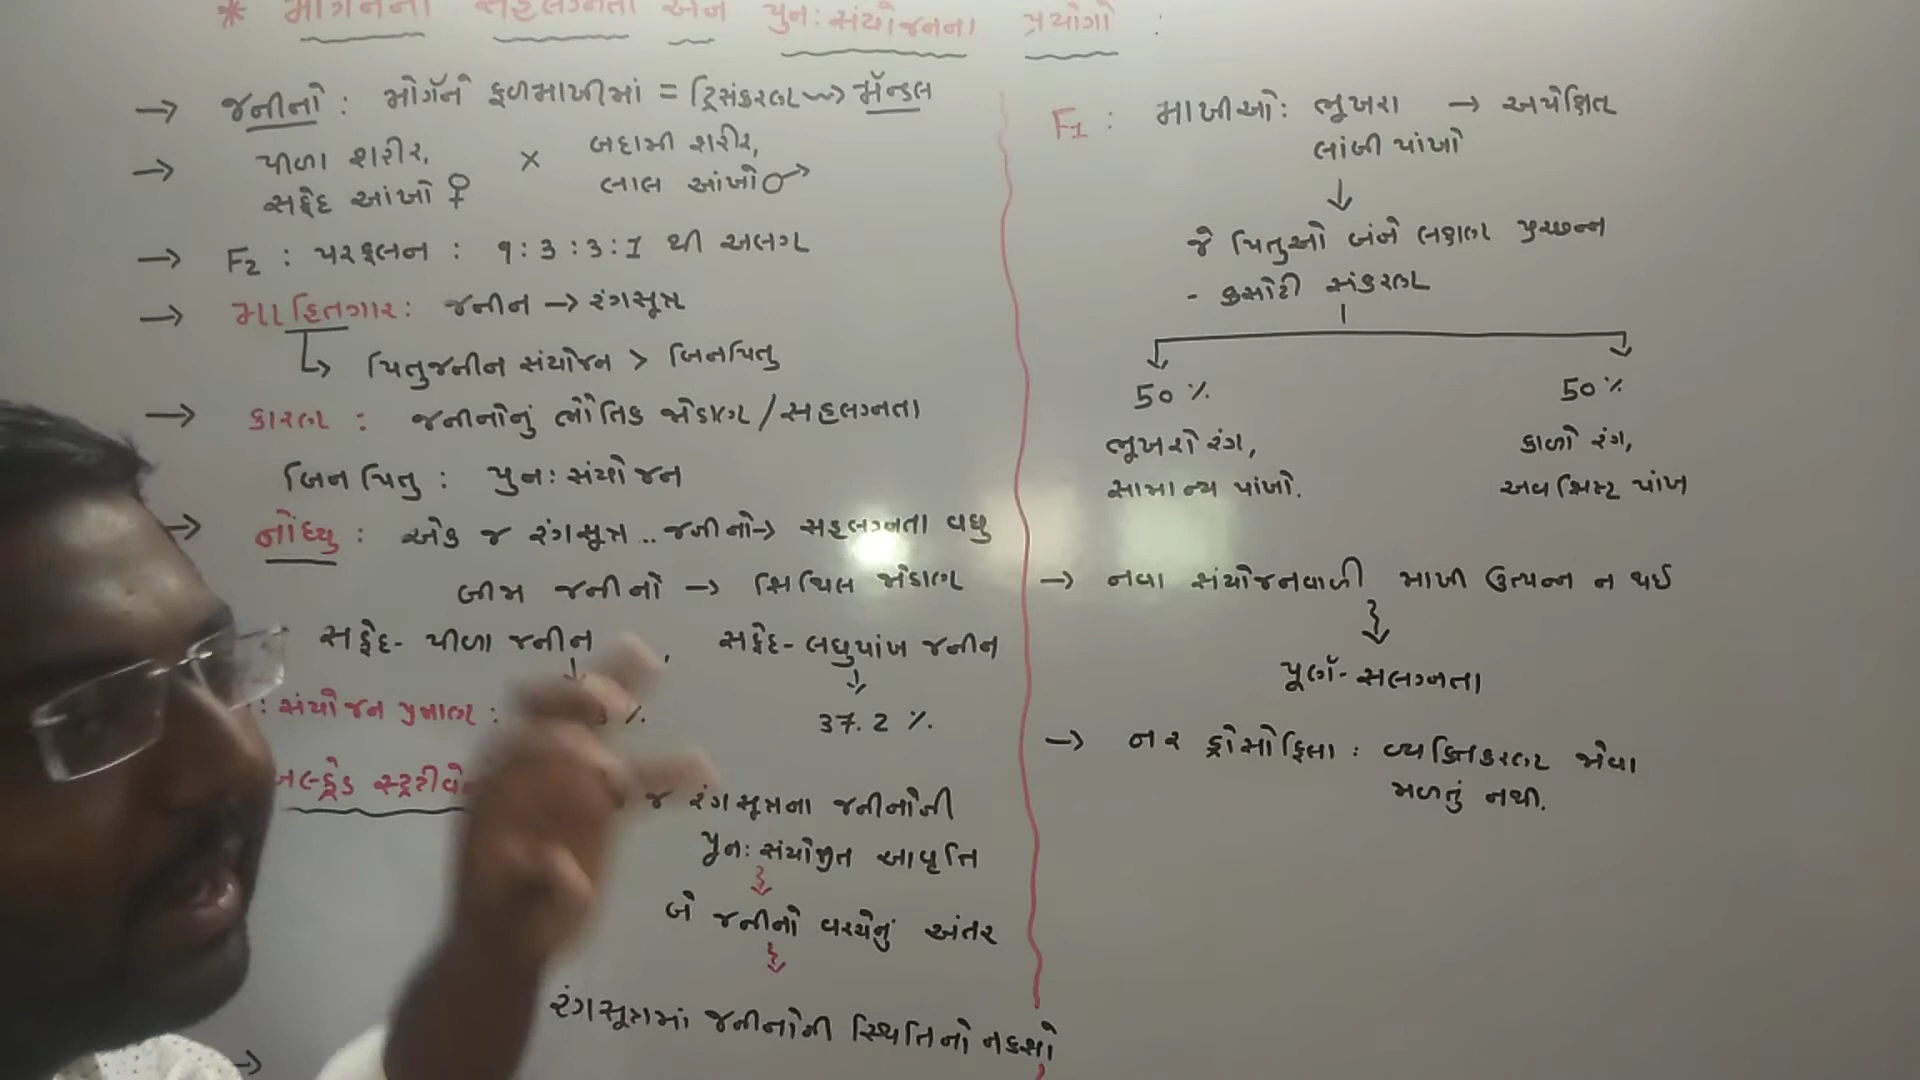 * મોર્ગનના સહલગ્નતા અને પુનઃસંયોજનના પ્રયોગો :
→ જનીનો : મોર્ગને ફળમાખીમાં = દ્વિસંકરણ → મૅન્ડલ
→ પીળા શરીર, × બદામી શરીર,
સફેદ આંખો ♀ લાલ આંખો ♂
→ F2 : પરફલન : ૧ : 3 : 3 : 1 થી અલગ
→ માહિતગાર : જનીન → રંગસૂત્ર
↳ પિતૃજનીન સંયોજન > બિનપિતૃ
→ કારણ : જનીનોનું ભૌતિક જોડાણ / સહલગ્નતા
બિન પિતૃ : પુનઃસંયોજન
→ નોંધ્યુ : એક જ રંગસૂત્ર .. જનીનો → સહલગ્નતા વધુ
બીજા જનીનો → શિથિલ જોડાણ
સફેદ - પીળા જનીન , સફેદ - લઘુપાંખ જનીન
: સંયોજન પ્રમાણ : % 37.2 %
સ્ટ્રતીવે જ રંગસૂત્રના જનીનોની
પુનઃસંયોજીત આવૃત્તિ
બે જનીનો વચ્ચેનું અંતર
રંગસૂત્રમાં જનીનોની સ્થિતિનો નકશો
→
F1 : માખીઓ : ભૂખરા → અપેક્ષિત
લાંબી પાંખો
↓
જે પિતૃઓ બંને લક્ષણ પ્રચ્છન્ન
- કસોટી સંકરણ
50 % 50 %
ભૂખરો રંગ, કાળો રંગ,
સામાન્ય પાંખો. અવશિષ્ટ પાંખ
→ નવા સંયોજનવાળી માખી ઉત્પન્ન ન થઈ
પૂર્ણ - સલગ્નતા
→ નર ડ્રોસોફિલા : વ્યક્તિકરણ જોવા
મળતું નથી.